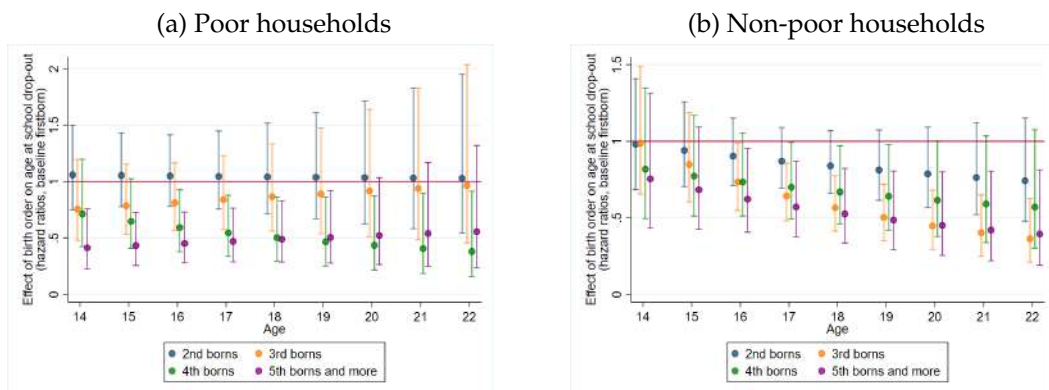 (a) Poor households
Effect of birth order on age at school drop-out
(hazard ratios, baseline firstborn)
2
1.5
1
.5
0
14 15 16 17 18 19 20 21 22
Age
2nd borns 3rd borns
4th borns 5th borns and more
(b) Non-poor households
Effect of birth order on age at school drop-out
(hazard ratios, baseline firstborn)
1.5
1
.5
0
14 15 16 17 18 19 20 21 22
Age
2nd borns 3rd borns
4th borns 5th borns and more